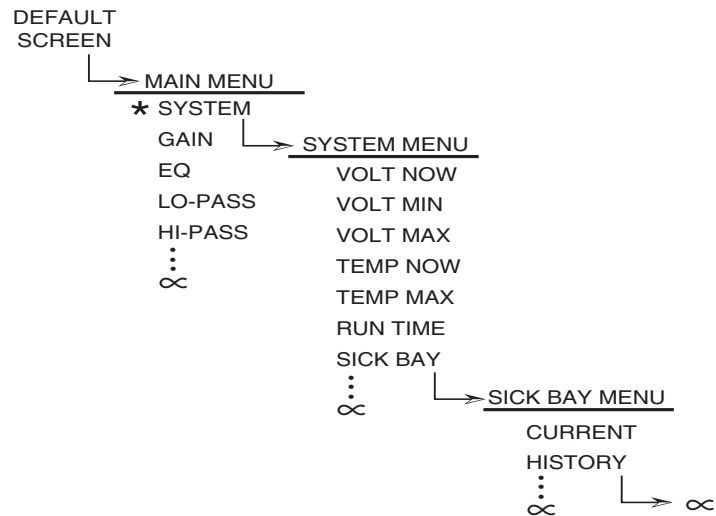 DEFAULT
SCREEN
MAIN MENU
* SYSTEM
GAIN
EQ
LO-PASS
HI-PASS
∝
SYSTEM MENU
VOLT NOW
VOLT MIN
VOLT MAX
TEMP NOW
TEMP MAX
RUN TIME
SICK BAY
∝
SICK BAY MENU
CURRENT
HISTORY
∝
∝